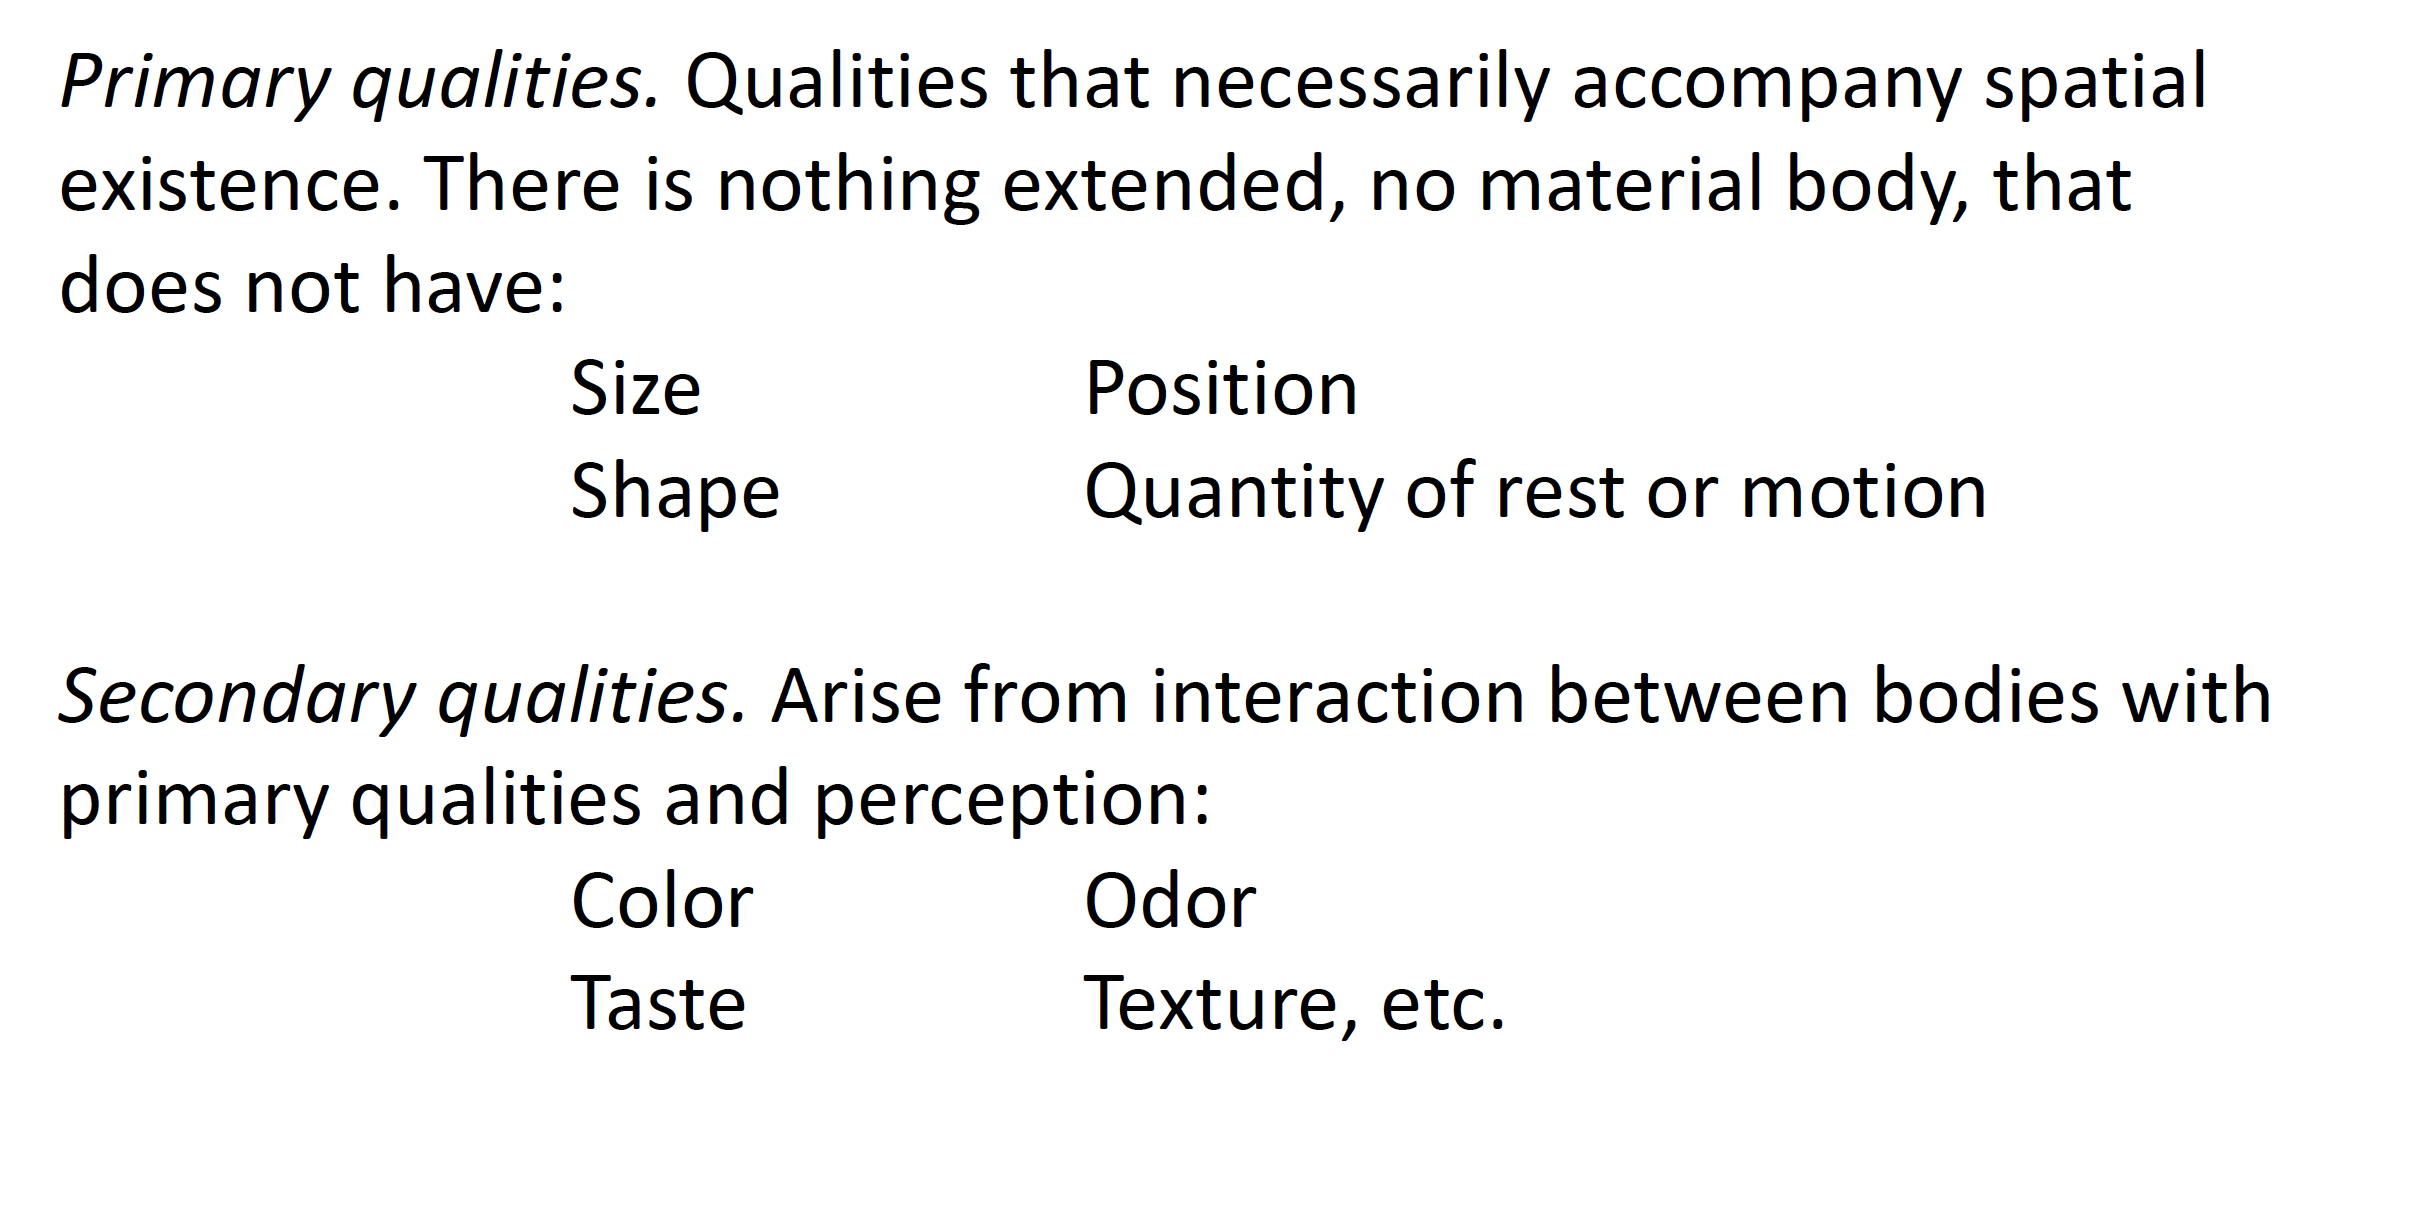 Primary qualities. Qualities that necessarily accompany spatial
existence. There is nothing extended, no material body, that
does not have:
Size Position
Shape Quantity of rest or motion
Secondary qualities. Arise from interaction between bodies with
primary qualities and perception:
Color Odor
Taste Texture, etc.